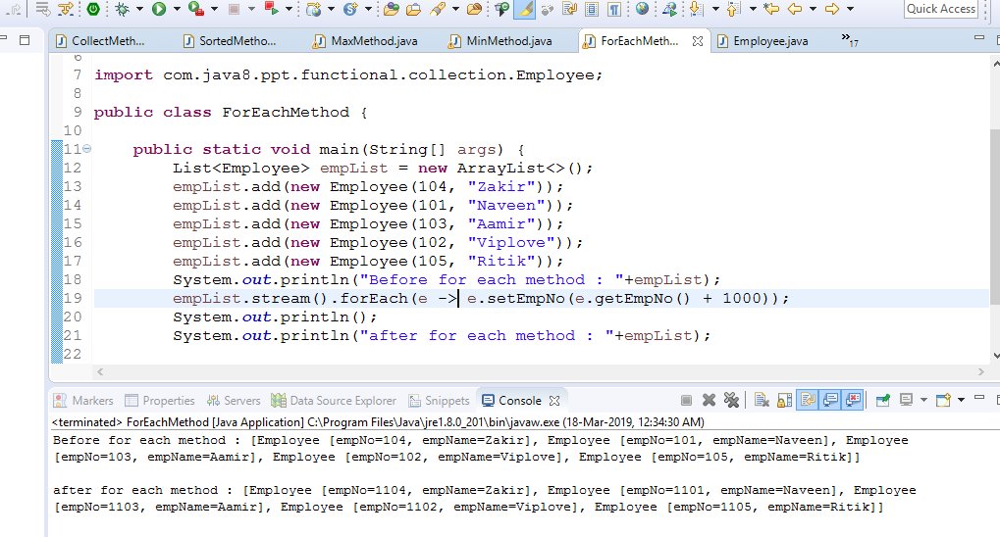 Quick Access
CollectMeth... SortedMetho... MaxMethod.java MinMethod.java ForEachMeth... Employee.java »17
6
7 import com.java8.ppt.functional.collection.Employee;
8
9 public class ForEachMethod {
10
11 public static void main(String[] args) {
12 List<Employee> empList = new ArrayList<>();
13 empList.add(new Employee(104, "Zakir"));
14 empList.add(new Employee(101, "Naveen"));
15 empList.add(new Employee(103, "Aamir"));
16 empList.add(new Employee(102, "Viplove"));
17 empList.add(new Employee(105, "Ritik"));
18 System.out.println("Before for each method : "+empList);
19 empList.stream().forEach(e -> e.setEmpNo(e.getEmpNo() + 1000));
20 System.out.println();
21 System.out.println("after for each method : "+empList);
22
Markers Properties Servers Data Source Explorer Snippets Console
<terminated> ForEachMethod [Java Application] C:\Program Files\Java\jre1.8.0_201\bin\javaw.exe (18-Mar-2019, 12:34:30 AM)
Before for each method : [Employee [empNo=104, empName=Zakir], Employee [empNo=101, empName=Naveen], Employee
[empNo=103, empName=Aamir], Employee [empNo=102, empName=Viplove], Employee [empNo=105, empName=Ritik]]

after for each method : [Employee [empNo=1104, empName=Zakir], Employee [empNo=1101, empName=Naveen], Employee
[empNo=1103, empName=Aamir], Employee [empNo=1102, empName=Viplove], Employee [empNo=1105, empName=Ritik]]